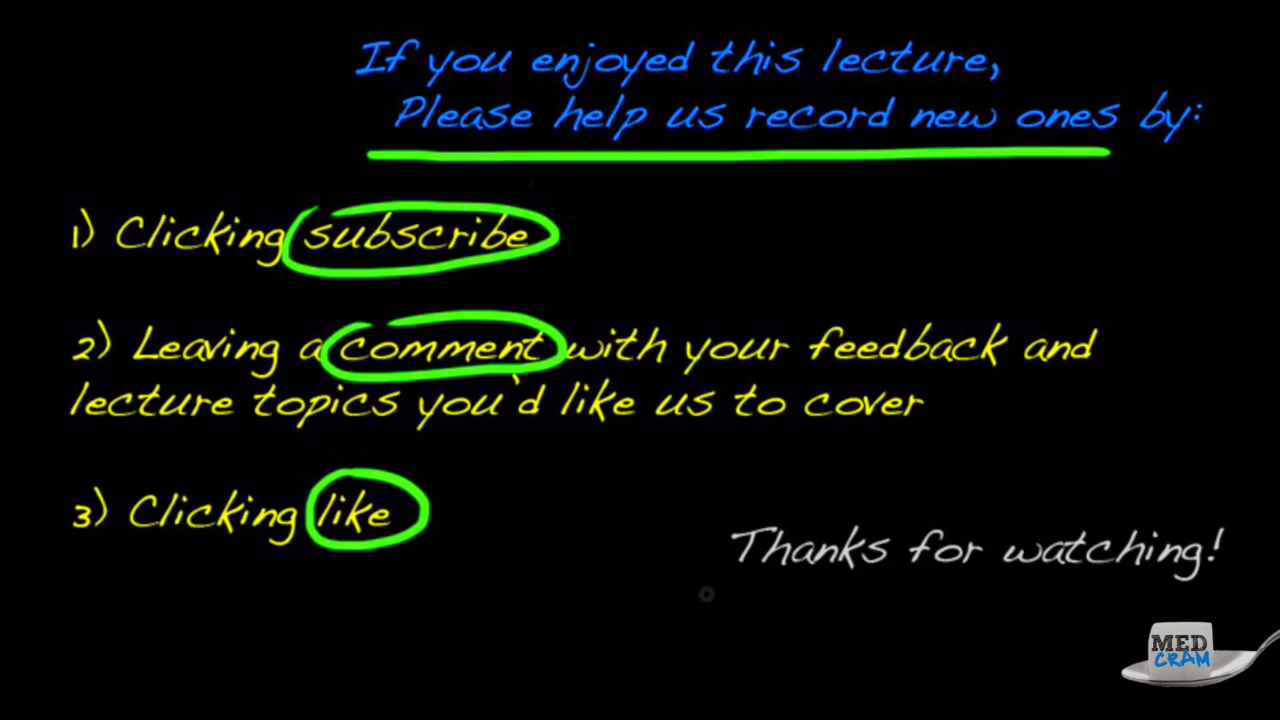 If you enjoyed this lecture,
Please help us record new ones by:
1) Clicking subscribe
2) Leaving a comment with your feedback and
lecture topics you'd like us to cover
3) Clicking like
Thanks for watching!
MED
CRAM